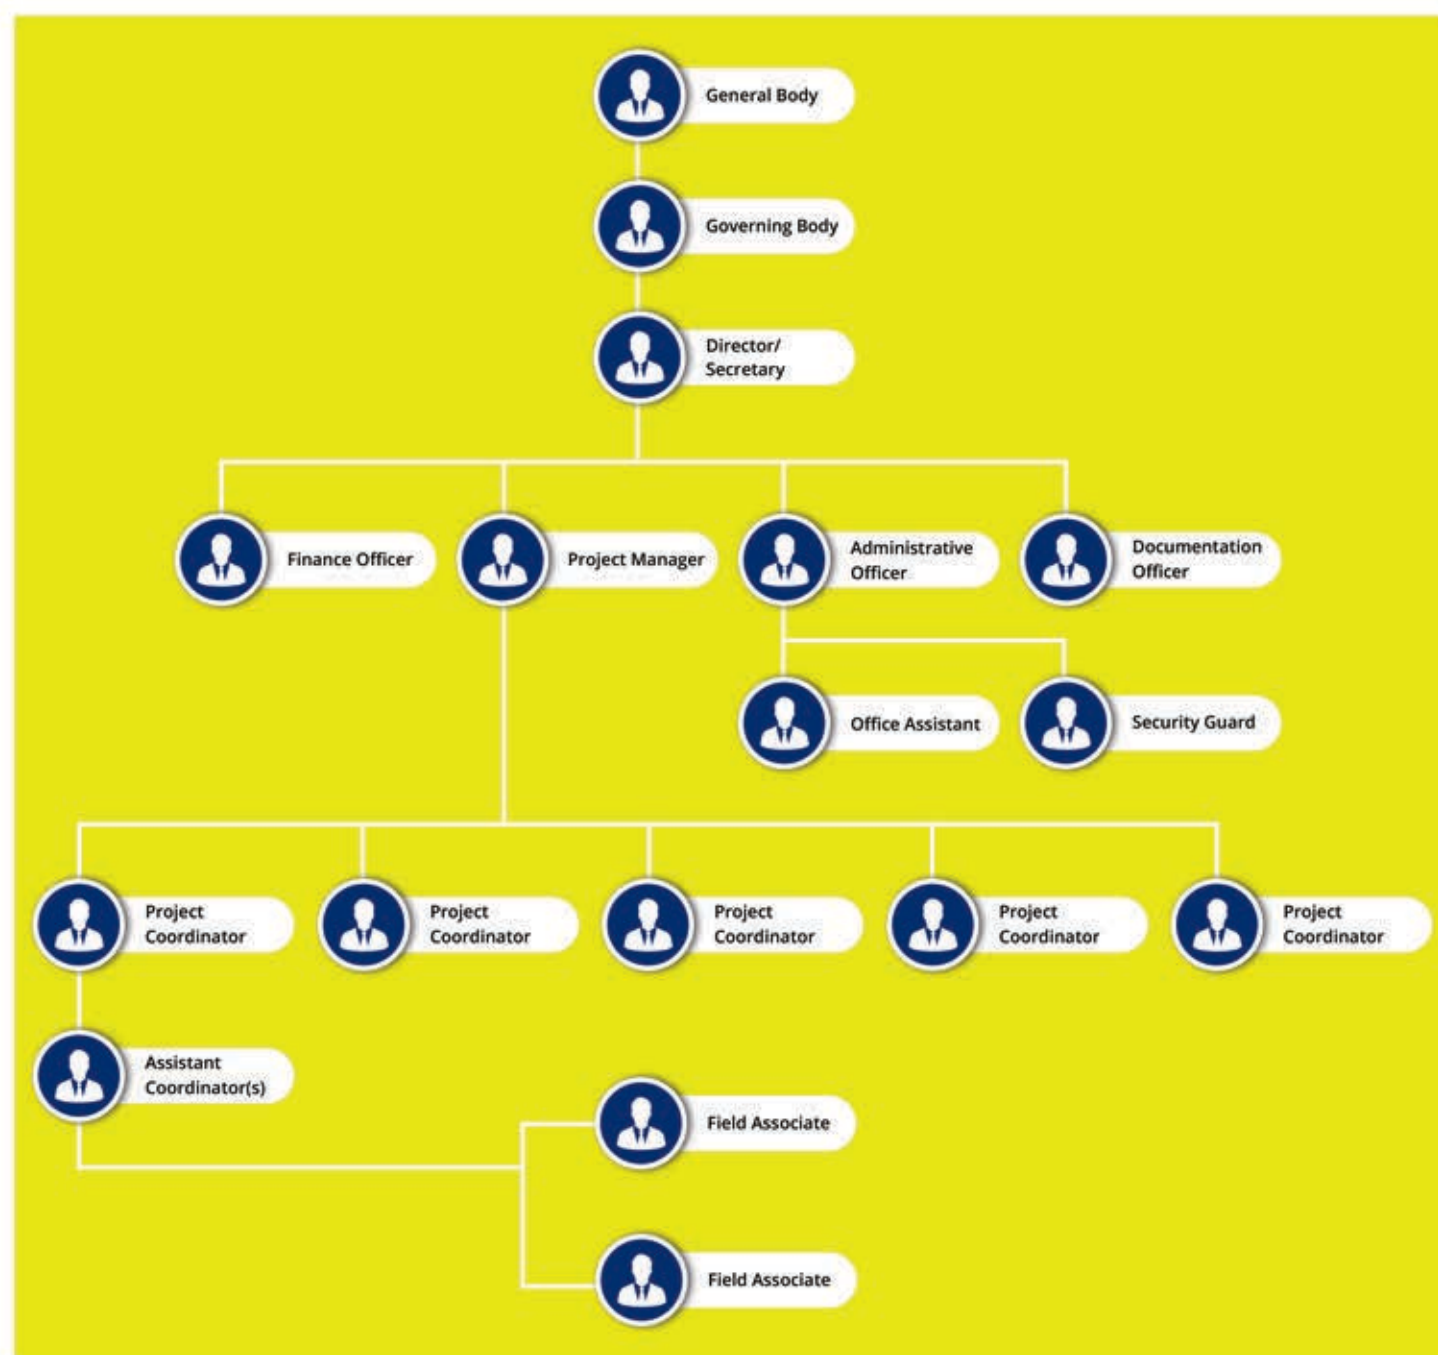 General Body
Governing Body
Director/
Secretary
Finance Officer
Project Manager
Administrative
Officer
Documentation
Officer
Office Assistant
Security Guard
Project
Coordinator
Project
Coordinator
Project
Coordinator
Project
Coordinator
Project
Coordinator
Assistant
Coordinator(s)
Field Associate
Field Associate